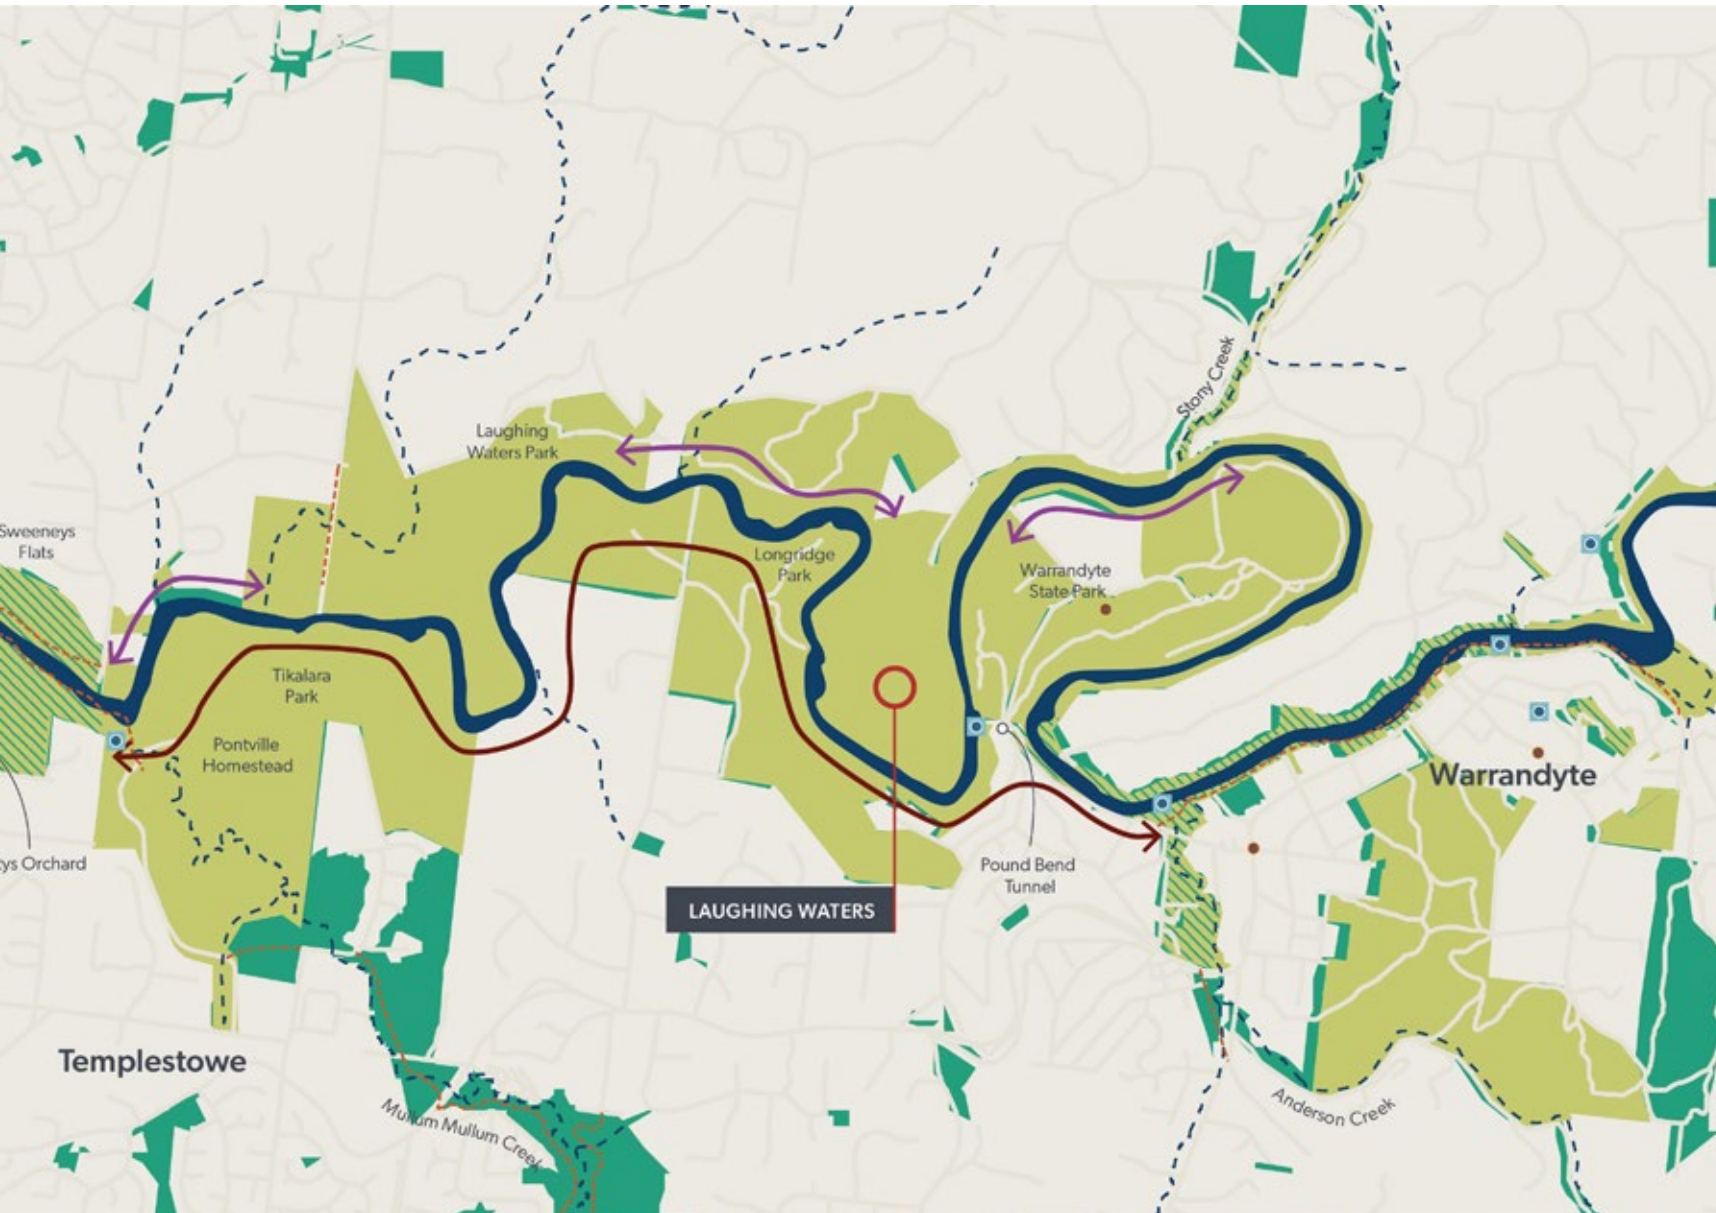 Stony Creek
Laughing
Waters Park
Sweeneys
Flats
Longridge
Park
Warrandyte
State Park
Tikalara
Park
Pontville
Homestead
Warrandyte
tys Orchard
Pound Bend
Tunnel
LAUGHING WATERS
Templestowe
Mullum Mullum Creek
Anderson Creek